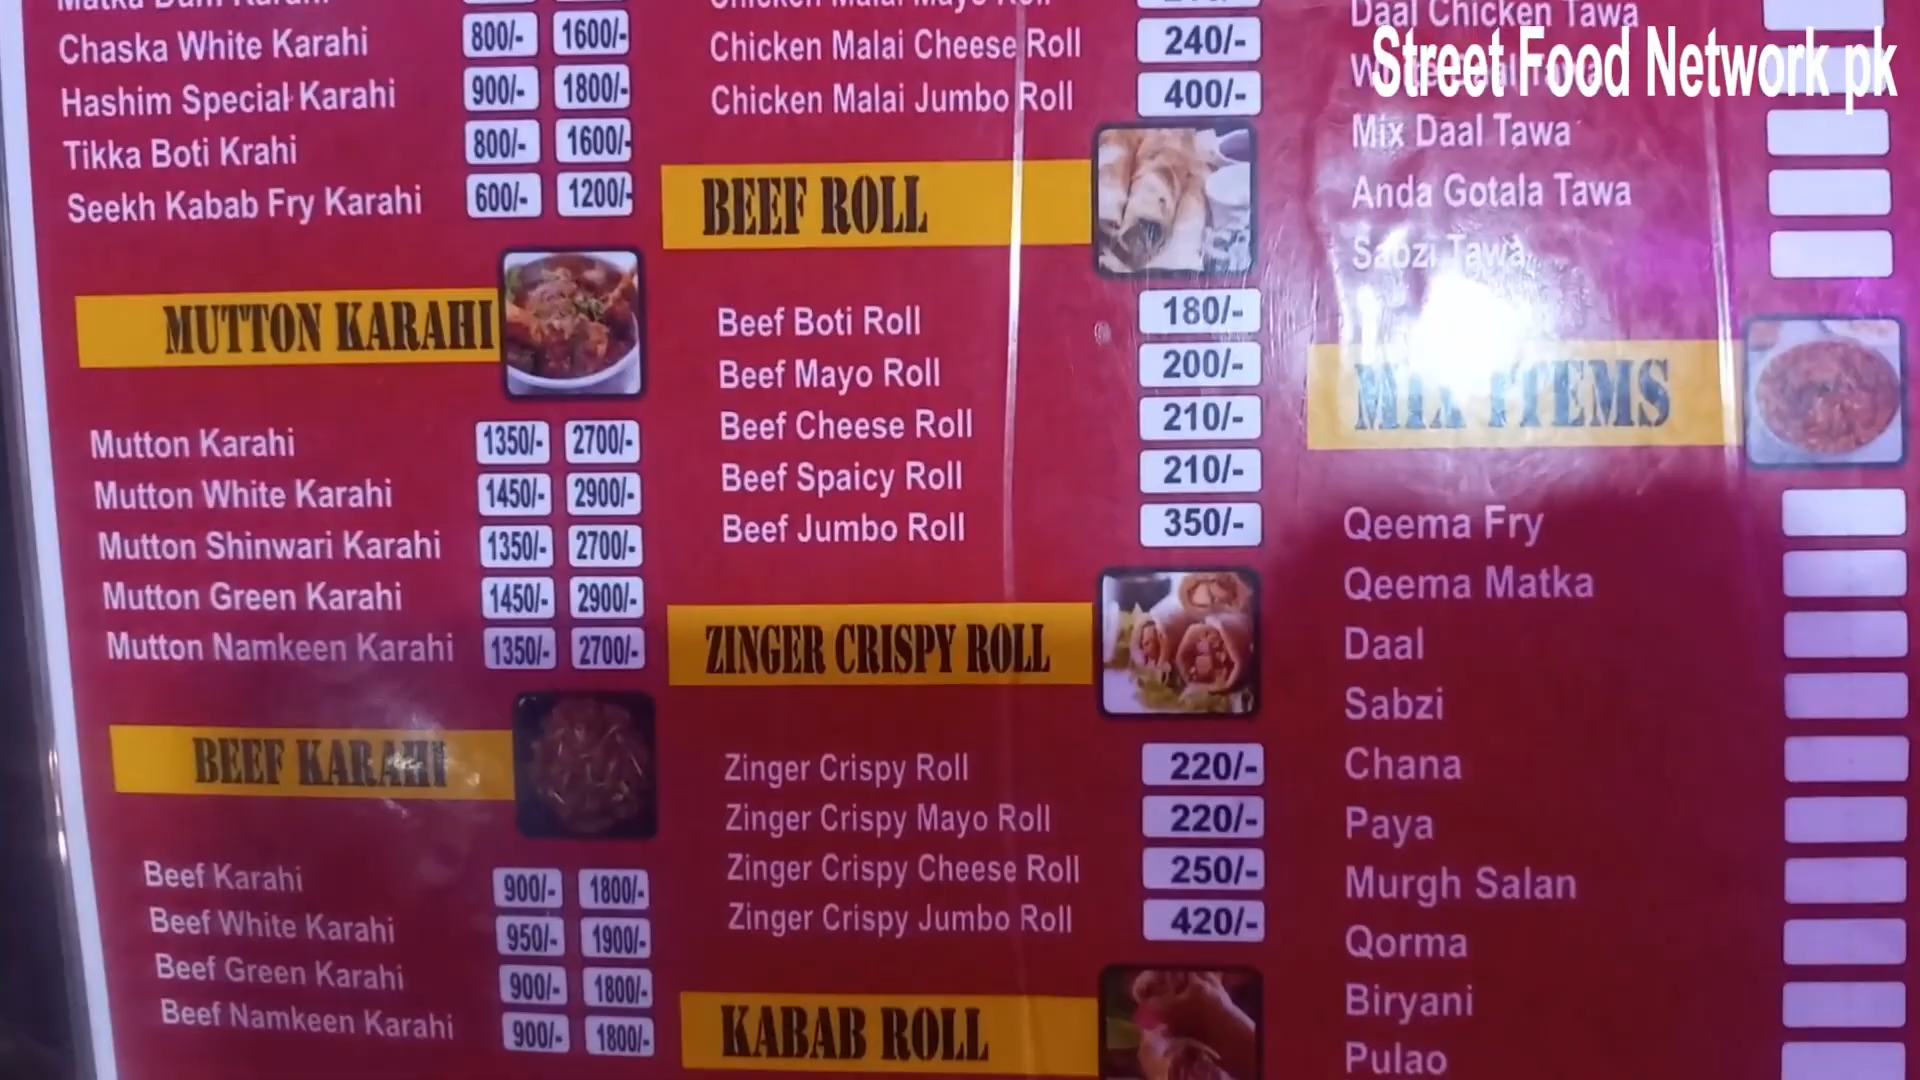 Chaska White Karahi 800/- 1600/-
Hashim Special Karahi 900/- 1800/-
Tikka Boti Krahi 800/- 1600/-
Seekh Kabab Fry Karahi 600/- 1200/-
MUTTON KARAHI
Mutton Karahi 1350/- 2700/-
Mutton White Karahi 1450/- 2900/-
Mutton Shinwari Karahi 1350/- 2700/-
Mutton Green Karahi 1450/- 2900/-
Mutton Namkeen Karahi 1350/- 2700/-
BEEF KARAHI
Beef Karahi 900/- 1800/-
Beef White Karahi 950/- 1900/-
Beef Green Karahi 900/- 1800/-
Beef Namkeen Karahi 900/- 1800/-
Chicken Malai Mayo Roll
Chicken Malai Cheese Roll 240/-
Chicken Malai Jumbo Roll 400/-
BEEF ROLL
Beef Boti Roll 180/-
Beef Mayo Roll 200/-
Beef Cheese Roll 210/-
Beef Spaicy Roll 210/-
Beef Jumbo Roll 350/-
ZINGER CRISPY ROLL
Zinger Crispy Roll 220/-
Zinger Crispy Mayo Roll 220/-
Zinger Crispy Cheese Roll 250/-
Zinger Crispy Jumbo Roll 420/-
KABAB ROLL
Daal Chicken Tawa
Street Food Network pk
Mix Daal Tawa
Anda Gotala Tawa
Sabzi Tawa
MIX ITEMS
Qeema Fry
Qeema Matka
Daal
Sabzi
Chana
Paya
Murgh Salan
Qorma
Biryani
Pulao